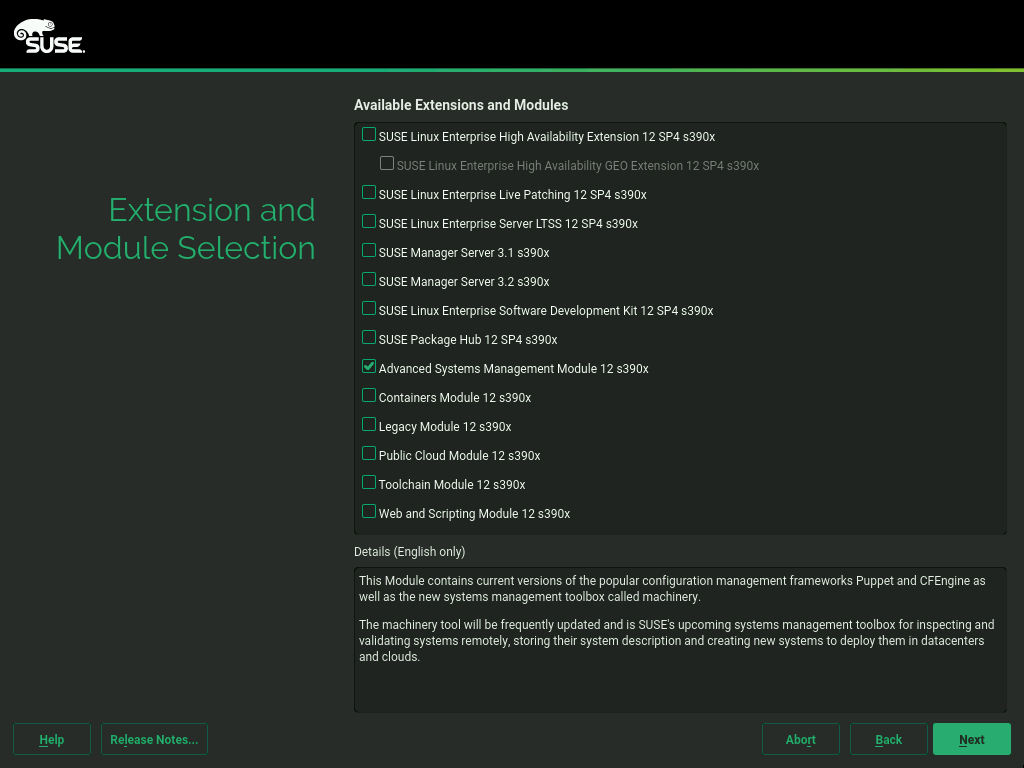 SUSE.
Available Extensions and Modules
SUSE Linux Enterprise High Availability Extension 12 SP4 s390x
SUSE Linux Enterprise High Availability GEO Extension 12 SP4 s390x
SUSE Linux Enterprise Live Patching 12 SP4 s390x
SUSE Linux Enterprise Server LTSS 12 SP4 s390x
SUSE Manager Server 3.1 s390x
SUSE Manager Server 3.2 s390x
SUSE Linux Enterprise Software Development Kit 12 SP4 s390x
SUSE Package Hub 12 SP4 s390x
Advanced Systems Management Module 12 s390x
Containers Module 12 s390x
Legacy Module 12 s390x
Public Cloud Module 12 s390x
Toolchain Module 12 s390x
Web and Scripting Module 12 s390x
Extension and
Module Selection
Details (English only)
This Module contains current versions of the popular configuration management frameworks Puppet and CFEngine as
well as the new systems management toolbox called machinery.
The machinery tool will be frequently updated and is SUSE's upcoming systems management toolbox for inspecting and
validating systems remotely, storing their system description and creating new systems to deploy them in datacenters
and clouds.
Help
Release Notes...
Abort
Back
Next